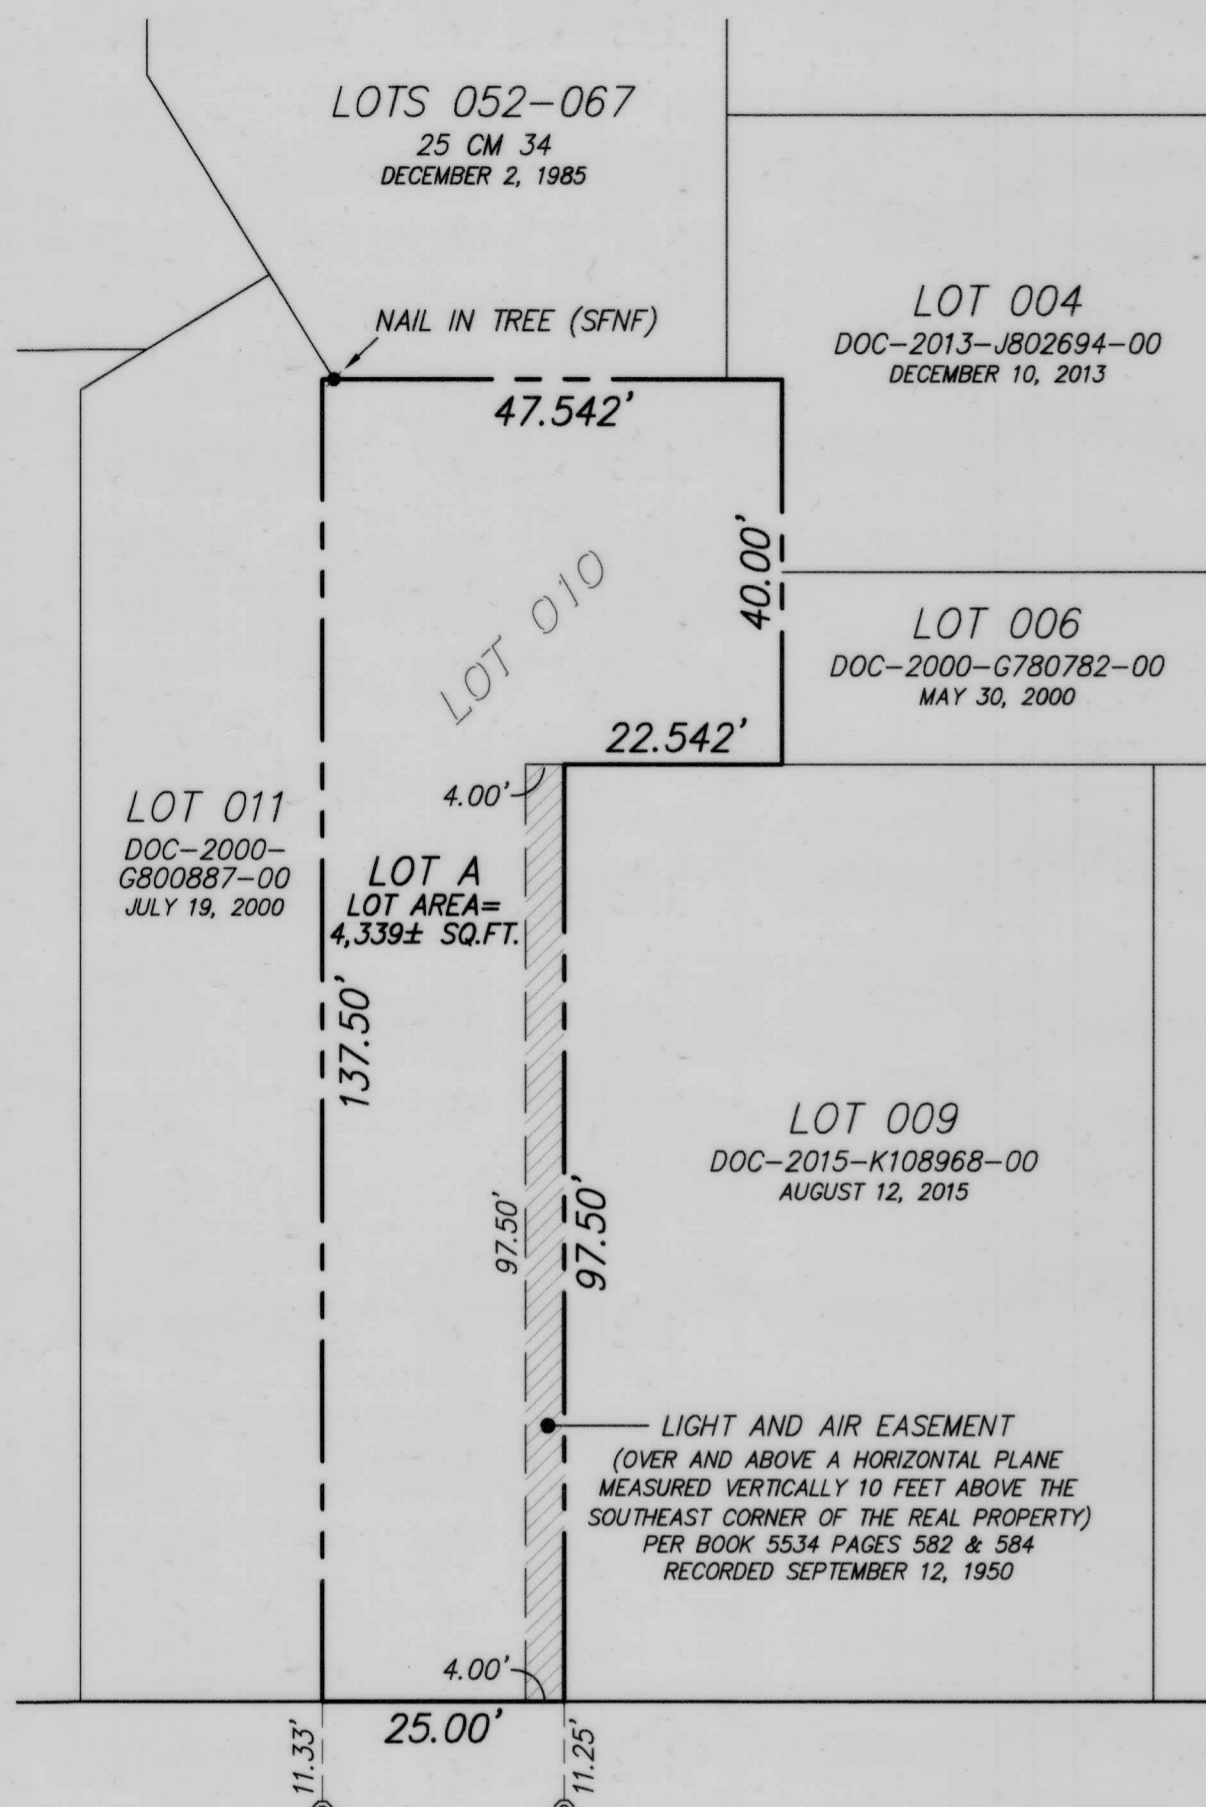 LOTS 052-067
25 CM 34
DECEMBER 2, 1985
LOT 004
DOC-2013-J802694-00
DECEMBER 10, 2013
NAIL IN TREE (SFNF)
47.542'
40.00'
LOT 010
LOT 006
DOC-2000-G780782-00
MAY 30, 2000
22.542'
4.00'
LOT 011
DOC-2000-
G800887-00
JULY 19, 2000
LOT A
LOT AREA=
4,339± SQ.FT.
137.50'
LOT 009
DOC-2015-K108968-00
AUGUST 12, 2015
97.50'
97.50'
LIGHT AND AIR EASEMENT
(OVER AND ABOVE A HORIZONTAL PLANE
MEASURED VERTICALLY 10 FEET ABOVE THE
SOUTHEAST CORNER OF THE REAL PROPERTY)
PER BOOK 5534 PAGES 582 & 584
RECORDED SEPTEMBER 12, 1950
4.00'
25.00'
11.33'
11.25'